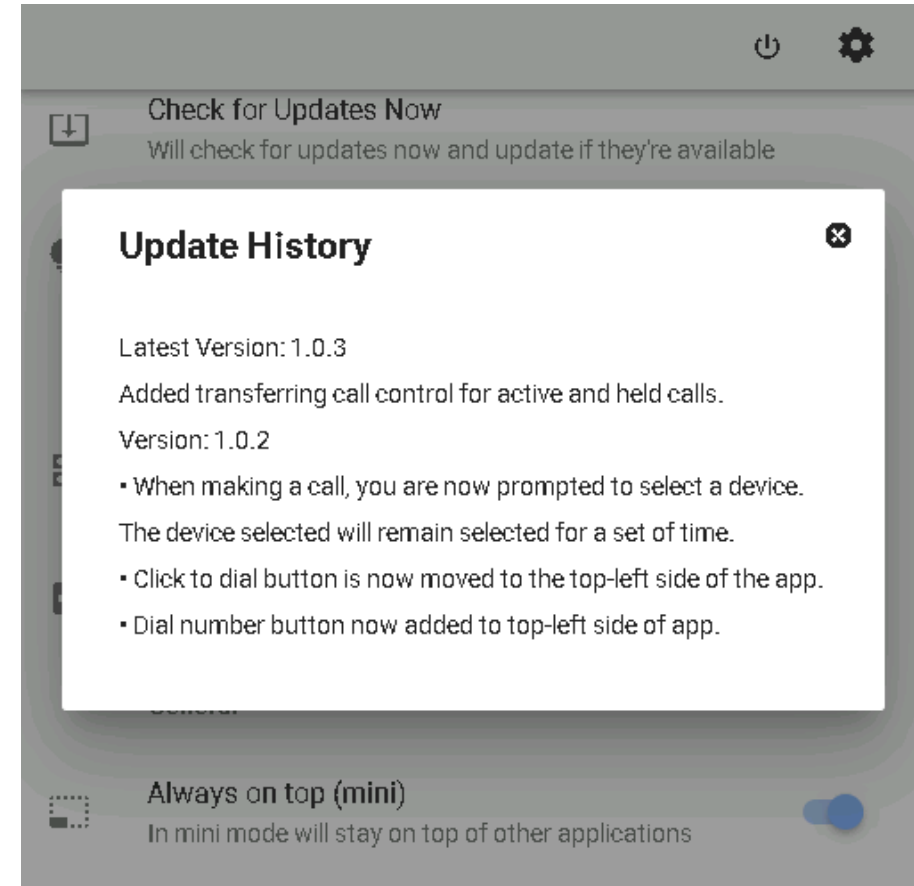 Check for Updates Now
Will check for updates now and update if they're available
Update History
Latest Version: 1.0.3
Added transferring call control for active and held calls.
Version: 1.0.2
• When making a call, you are now prompted to select a device.
The device selected will remain selected for a set of time.
• Click to dial button is now moved to the top-left side of the app.
• Dial number button now added to top-left side of app.
General
Always on top (mini)
In mini mode will stay on top of other applications